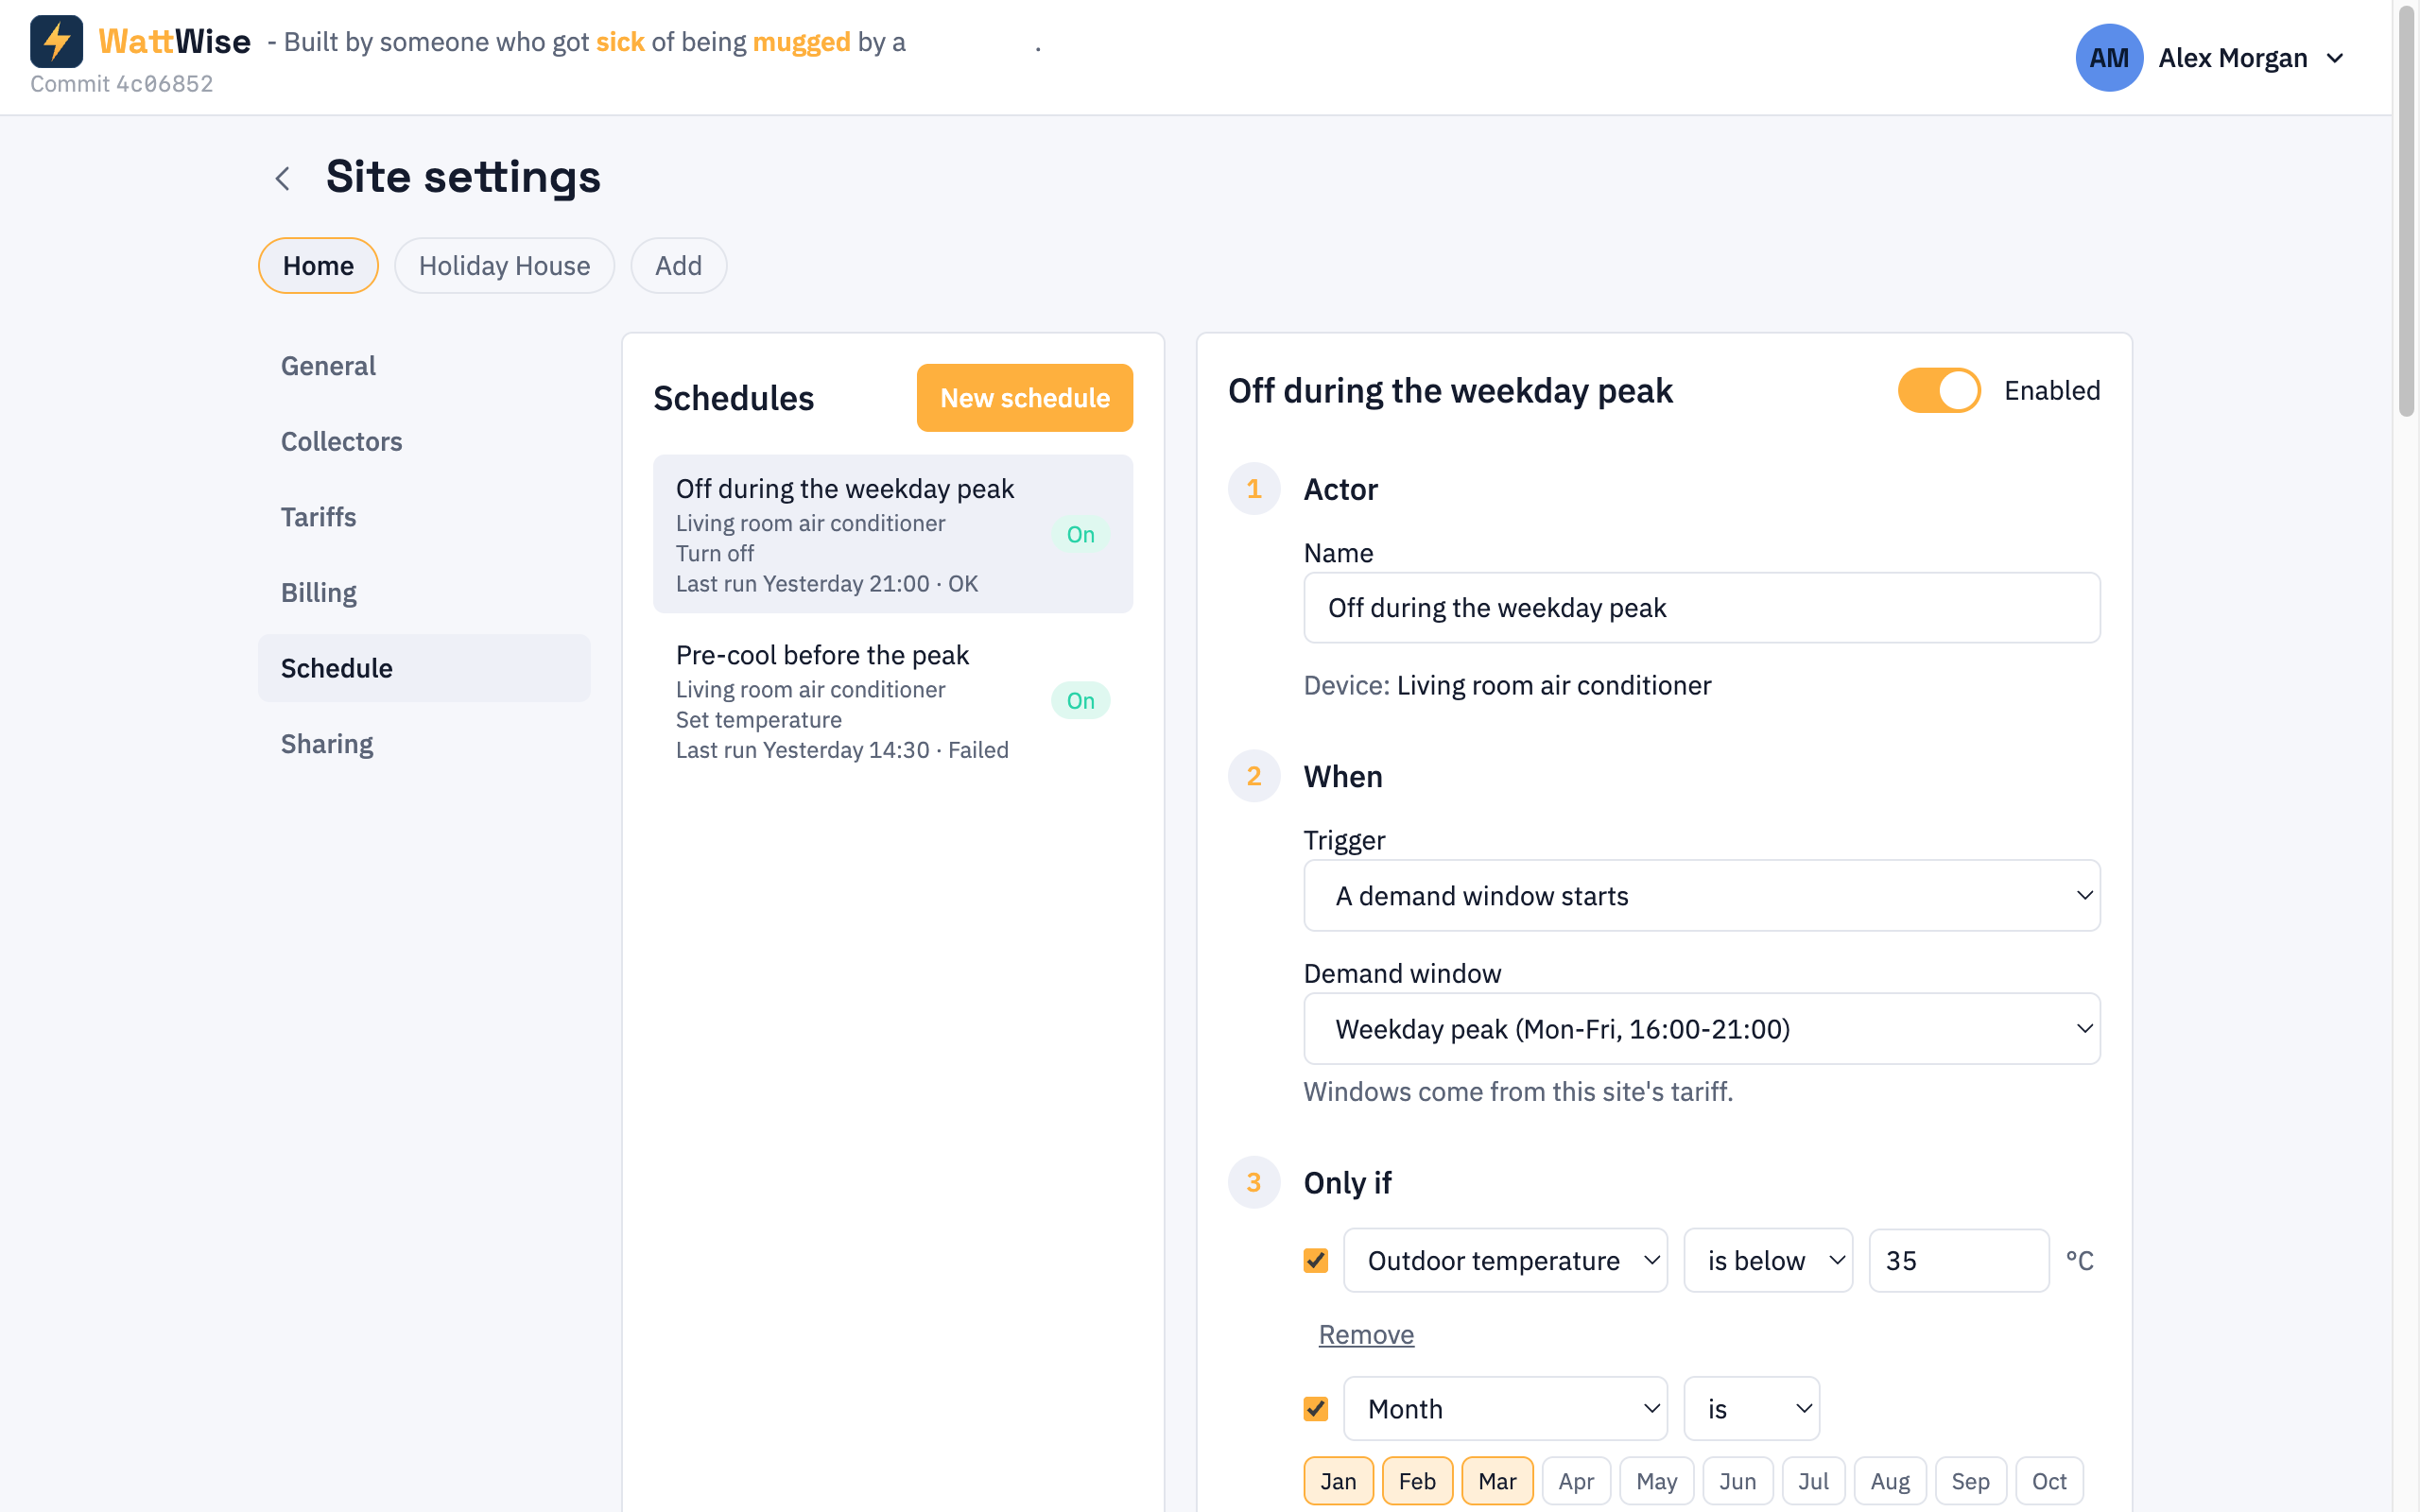 WattWise - Built by someone who got sick of being mugged by a .
Commit 4c06852
AM Alex Morgan
Site settings
Home Holiday House Add
General
Collectors
Tariffs
Billing
Schedule
Sharing
Schedules New schedule
Off during the weekday peak
Living room air conditioner
Turn off
Last run Yesterday 21:00 · OK
On
Pre-cool before the peak
Living room air conditioner
Set temperature
Last run Yesterday 14:30 · Failed
On
Off during the weekday peak Enabled
1 Actor
Name
Off during the weekday peak
Device: Living room air conditioner
2 When
Trigger
A demand window starts
Demand window
Weekday peak (Mon-Fri, 16:00-21:00)
Windows come from this site's tariff.
3 Only if
Outdoor temperature is below 35 °C
Remove
Month is
Jan Feb Mar Apr May Jun Jul Aug Sep Oct